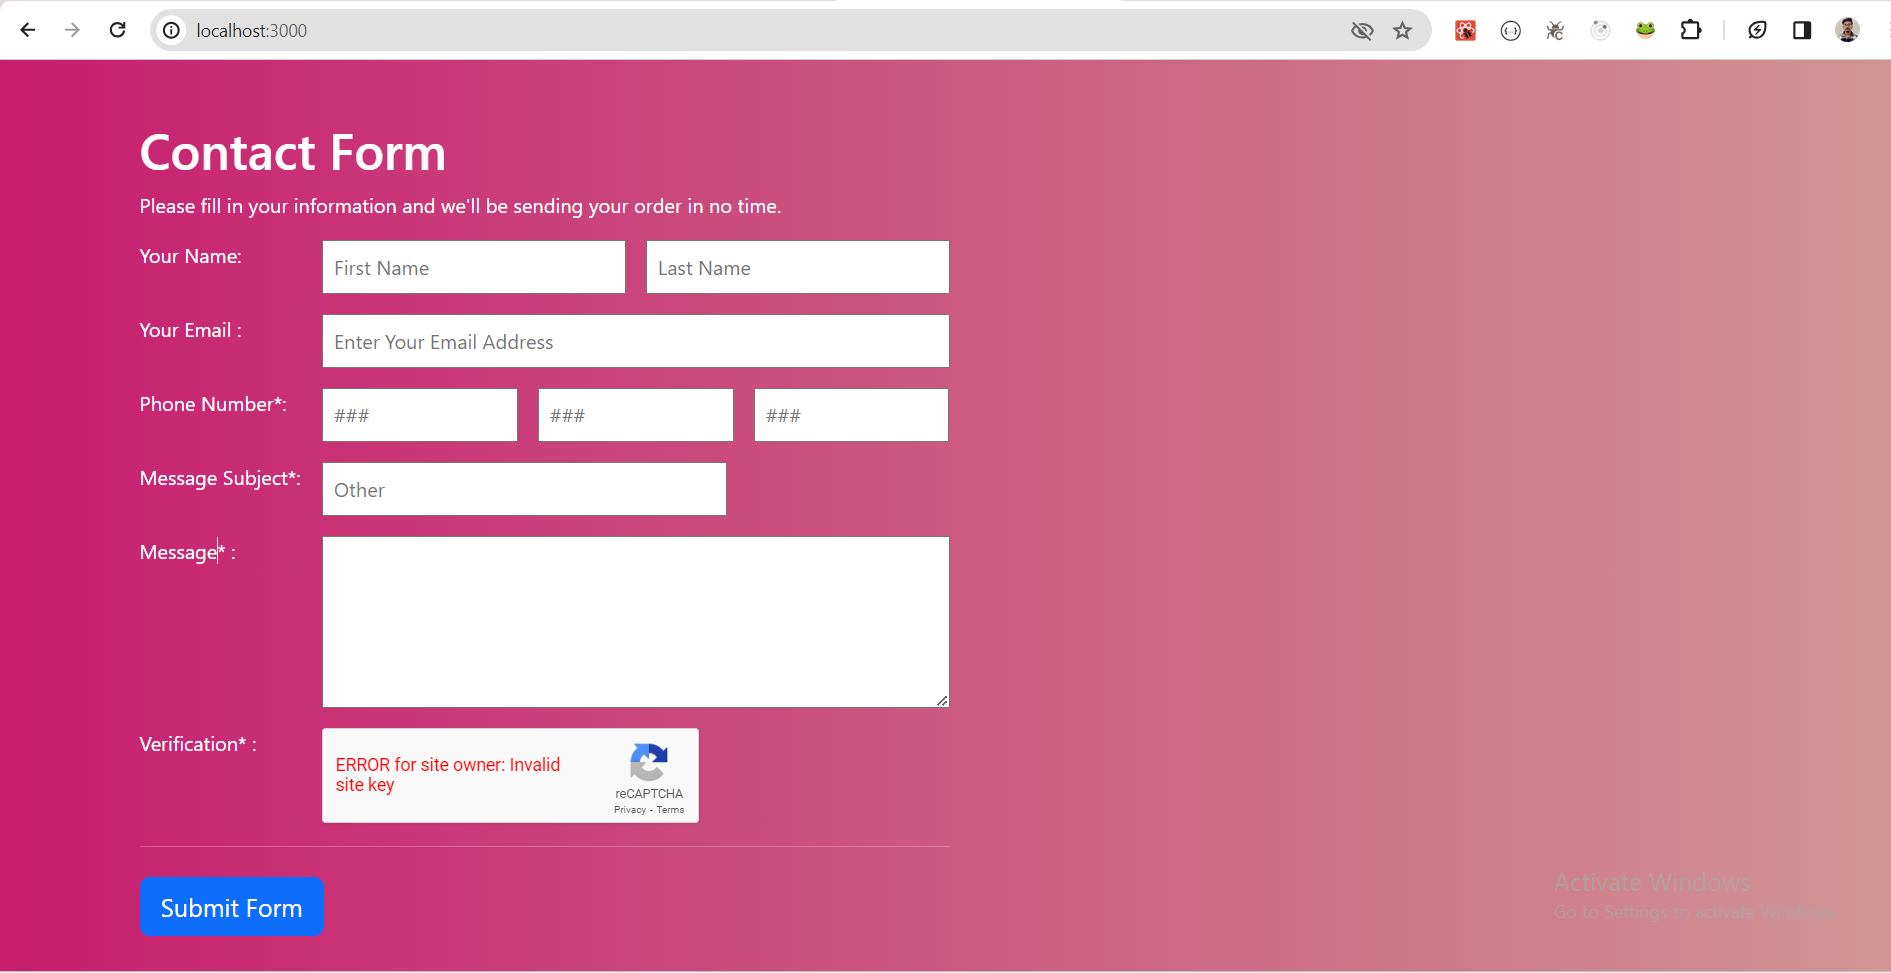 localhost:3000
Contact Form
Please fill in your information and we'll be sending your order in no time.
Your Name:
First Name
Last Name
Your Email :
Enter Your Email Address
Phone Number*:
###
###
###
Message Subject*:
Other
Message* :
Verification* :
ERROR for site owner: Invalid
site key
reCAPTCHA
Privacy - Terms
Submit Form
Activate Windows
Go to Settings to activate Windows.